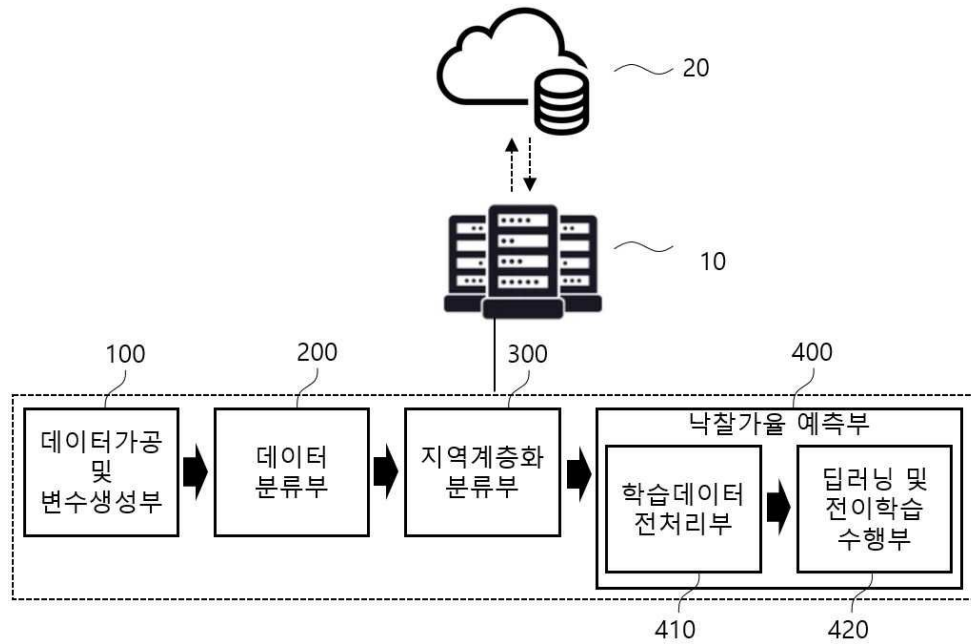 20
10
100
200
300
400
데이터가공
및
변수생성부
데이터
분류부
지역계층화
분류부
낙찰가율 예측부
학습데이터
전처리부
딥러닝 및
전이학습
수행부
410
420